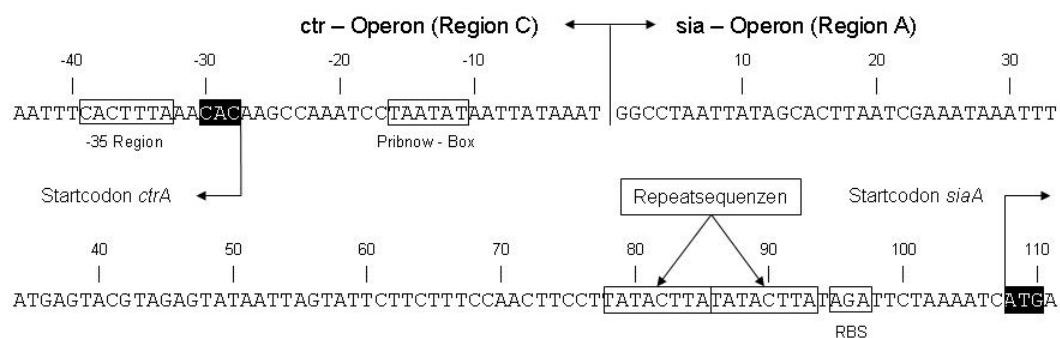 ctr – Operon (Region C) sia – Operon (Region A)
-40 -30 -20 -10 10 20 30
AATTTCACTTTAAACACAAGCCAAATCCTAATATAATTATAAAT GGCCTAATTATAGCACTTAATCGAAATAAATTT
-35 Region Pribnow - Box
Startcodon ctrA Repeatsequenzen Startcodon siaA
40 50 60 70 80 90 100 110
ATGAGTACGTAGAGTATAATTAGTATTCTTCTTTCCAACTTCCTTATACTTATATACTTATAGATTCTAAAATCATGA
RBS